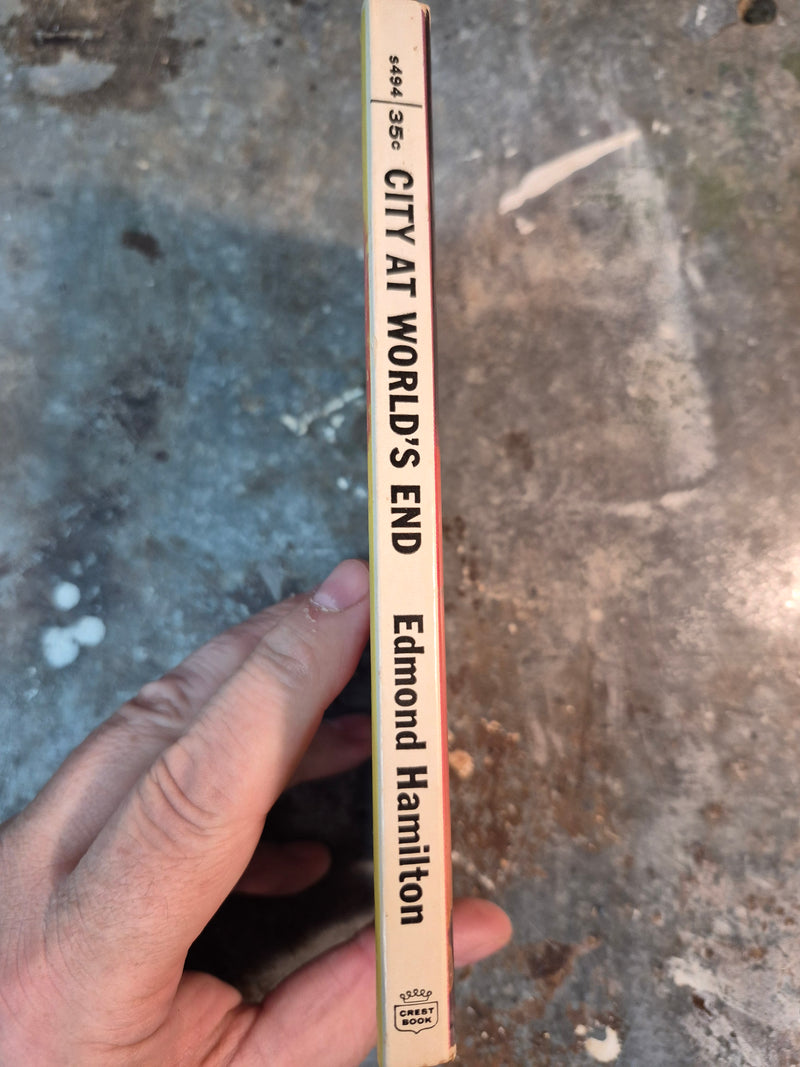 s494 35c CITY AT WORLD'S END Edmond Hamilton
CREST
BOOK